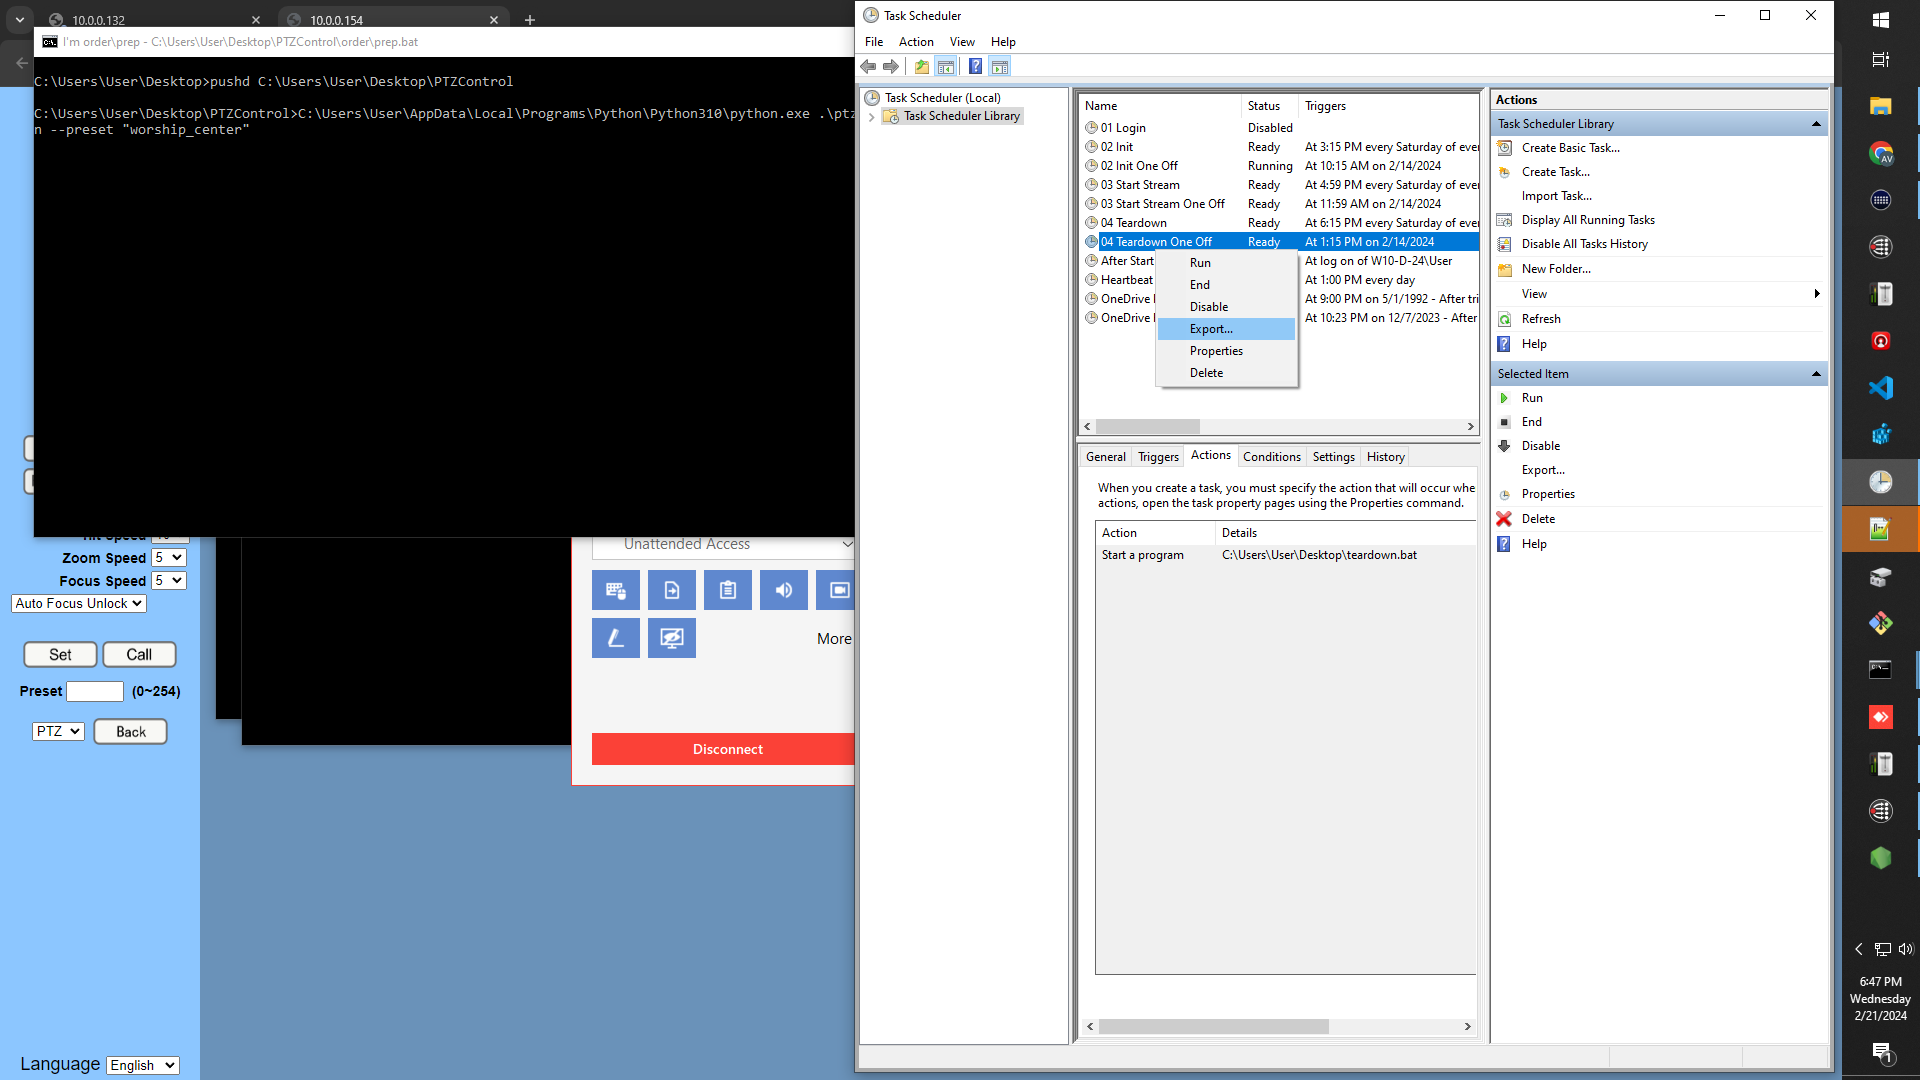 10.0.0.132
10.0.0.154
I'm order\prep - C:\Users\User\Desktop\PTZControl\order\prep.bat
C:\Users\User\Desktop>pushd C:\Users\User\Desktop\PTZControl
C:\Users\User\Desktop\PTZControl>C:\Users\User\AppData\Local\Programs\Python\Python310\python.exe .\ptz
n --preset "worship_center"
Zoom Speed 5
Focus Speed 5
Auto Focus Unlock
Set Call
Preset (0~254)
PTZ Back
Language English
Unattended Access
More
Disconnect
Task Scheduler
File Action View Help
Task Scheduler (Local)
Task Scheduler Library
Name Status Triggers
01 Login Disabled
02 Init Ready At 3:15 PM every Saturday of ever
02 Init One Off Running At 10:15 AM on 2/14/2024
03 Start Stream Ready At 4:59 PM every Saturday of ever
03 Start Stream One Off Ready At 11:59 AM on 2/14/2024
04 Teardown Ready At 6:15 PM every Saturday of ever
04 Teardown One Off Ready At 1:15 PM on 2/14/2024
After Start At log on of W10-D-24\User
Heartbeat At 1:00 PM every day
OneDrive At 9:00 PM on 5/1/1992 - After tri
OneDrive At 10:23 PM on 12/7/2023 - After
Run
End
Disable
Export...
Properties
Delete
General Triggers Actions Conditions Settings History
When you create a task, you must specify the action that will occur whe
actions, open the task property pages using the Properties command.
Action Details
Start a program C:\Users\User\Desktop\teardown.bat
Actions
Task Scheduler Library
Create Basic Task...
Create Task...
Import Task...
Display All Running Tasks
Disable All Tasks History
New Folder...
View
Refresh
Help
Selected Item
Run
End
Disable
Export...
Properties
Delete
Help
AV
6:47 PM
Wednesday
2/21/2024
1